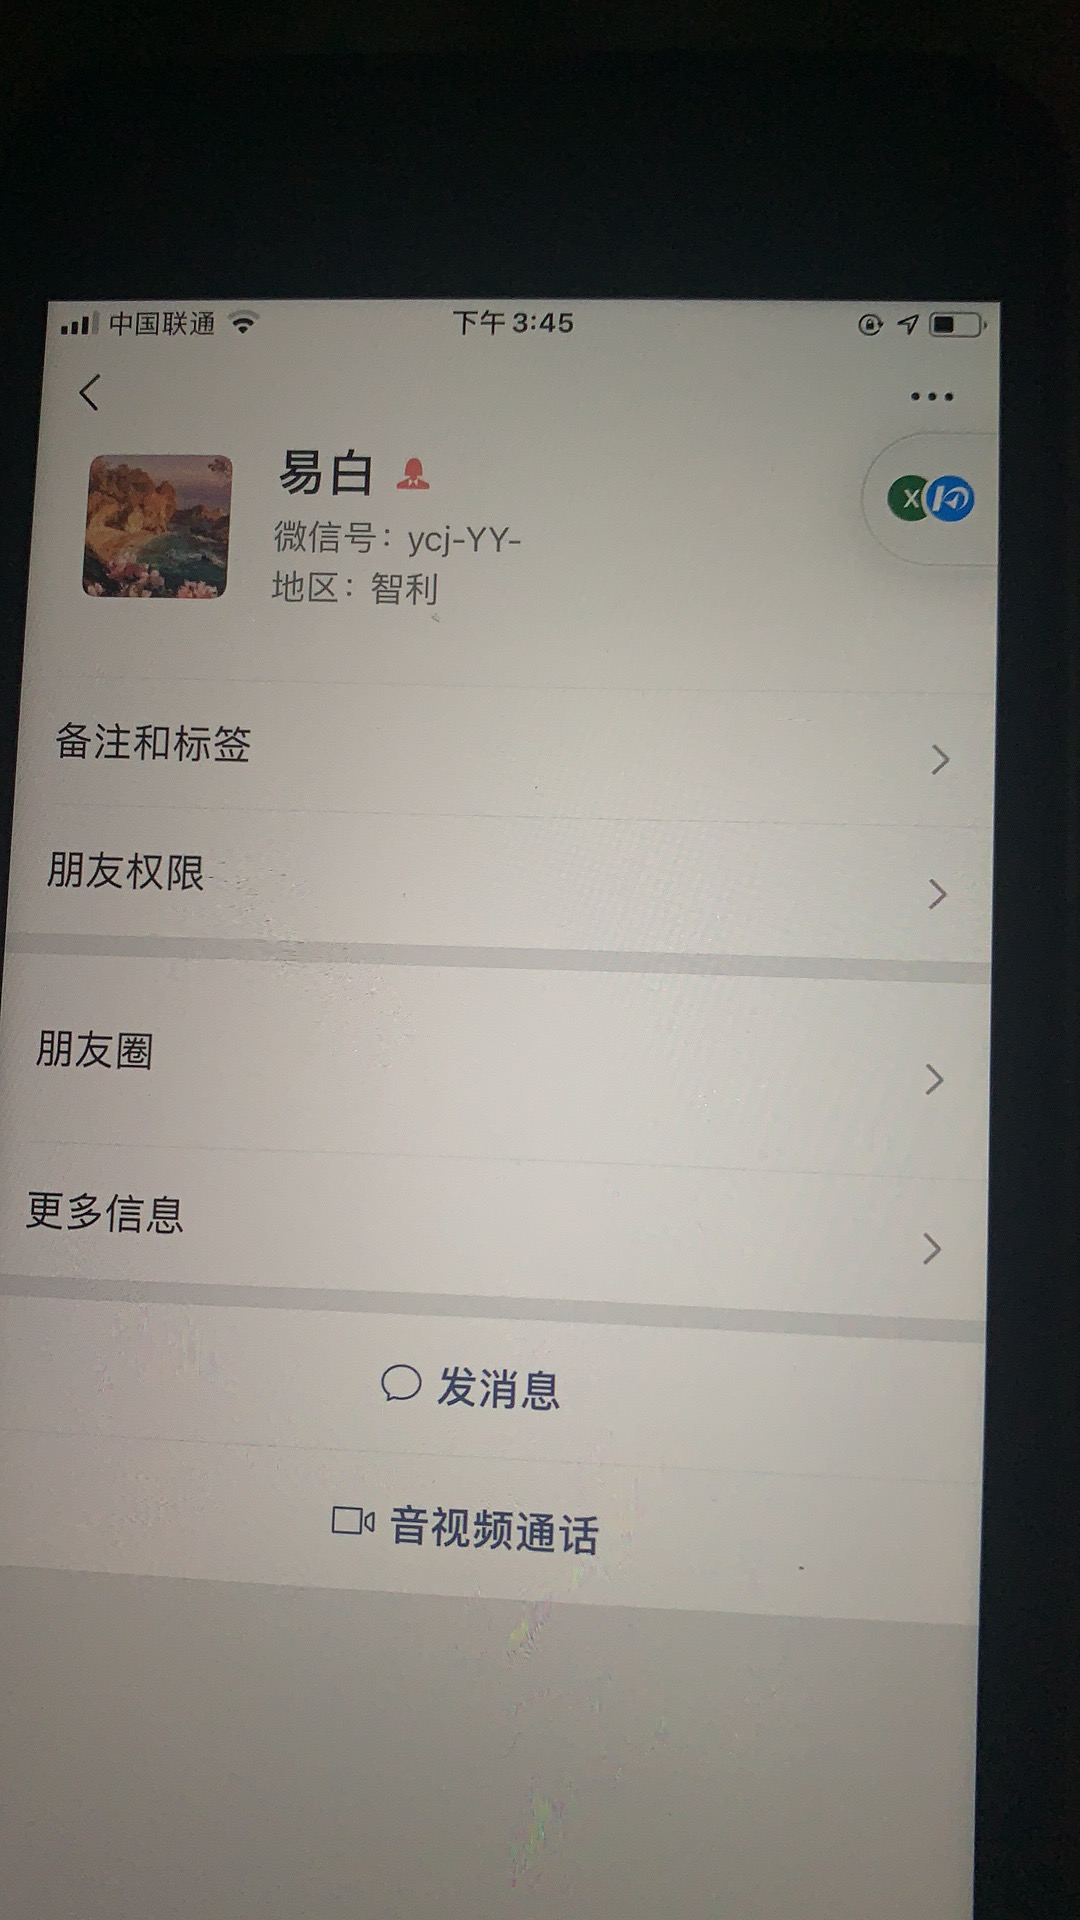 中国联通 下午3:45
易白
微信号：ycj-YY-
地区：智利
X
备注和标签
朋友权限
朋友圈
更多信息
发消息
音视频通话